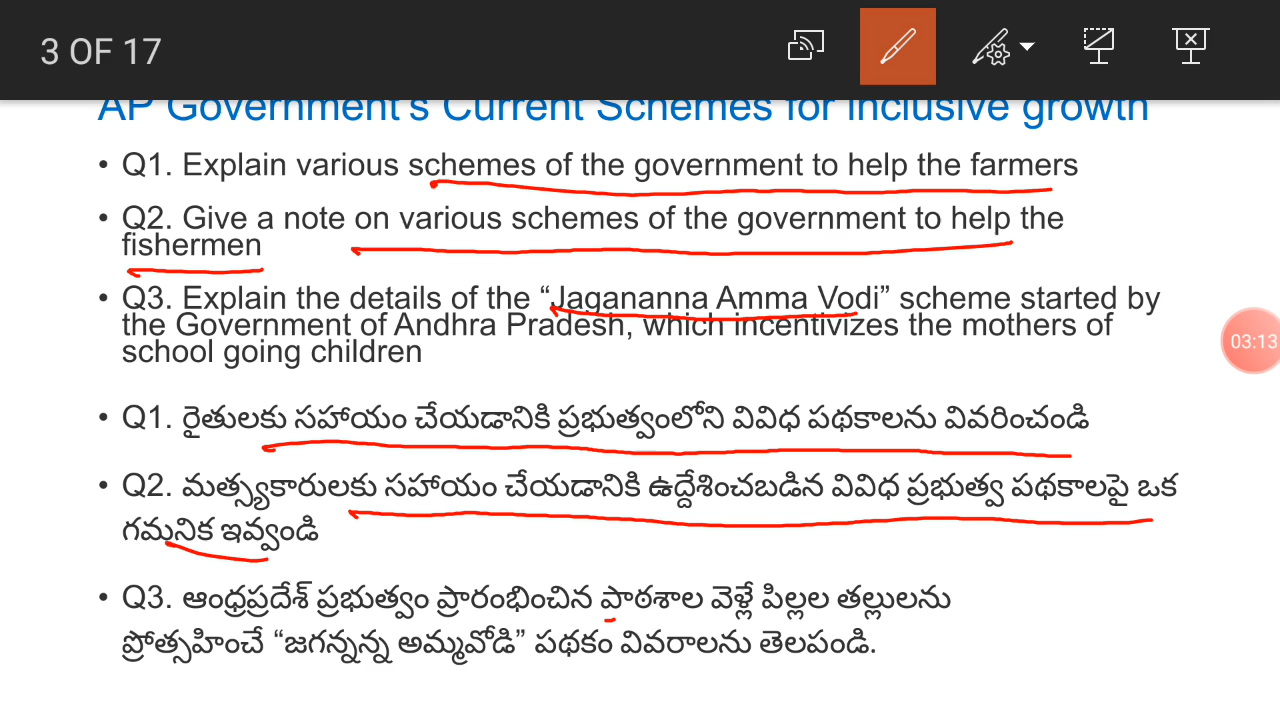 3 OF 17
AP Government's Current Schemes for inclusive growth
• Q1. Explain various schemes of the government to help the farmers
• Q2. Give a note on various schemes of the government to help the
fishermen
• Q3. Explain the details of the “Jagananna Amma Vodi” scheme started by
the Government of Andhra Pradesh, which incentivizes the mothers of
school going children
03:13
• Q1. రైతులకు సహాయం చేయడానికి ప్రభుత్వంలోని వివిధ పథకాలను వివరించండి
• Q2. మత్స్యకారులకు సహాయం చేయడానికి ఉద్దేశించబడిన వివిధ ప్రభుత్వ పథకాలపై ఒక
గమనిక ఇవ్వండి
• Q3. ఆంధ్రప్రదేశ్ ప్రభుత్వం ప్రారంభించిన పాఠశాల వెళ్లే పిల్లల తల్లులను
ప్రోత్సహించే “జగన్నన్న అమ్మవోడి” పథకం వివరాలను తెలపండి.